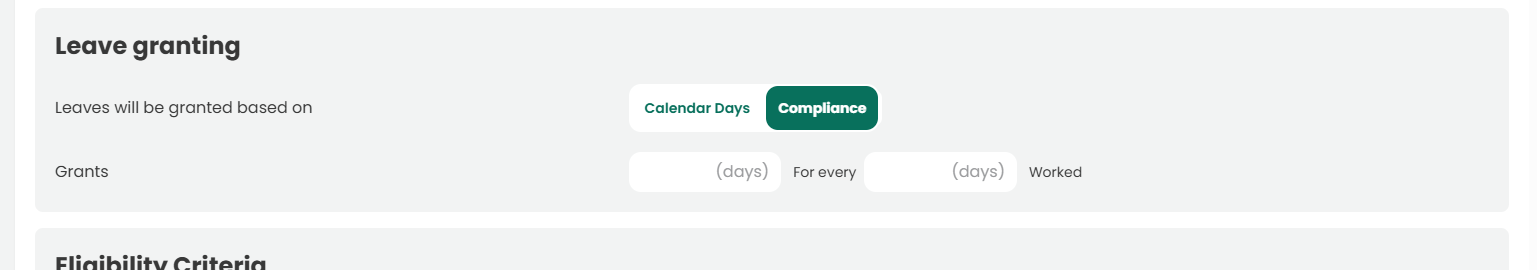 Leave granting
Leaves will be granted based on Calendar Days Compliance
Grants (days) For every (days) Worked
Eligibility Criteria